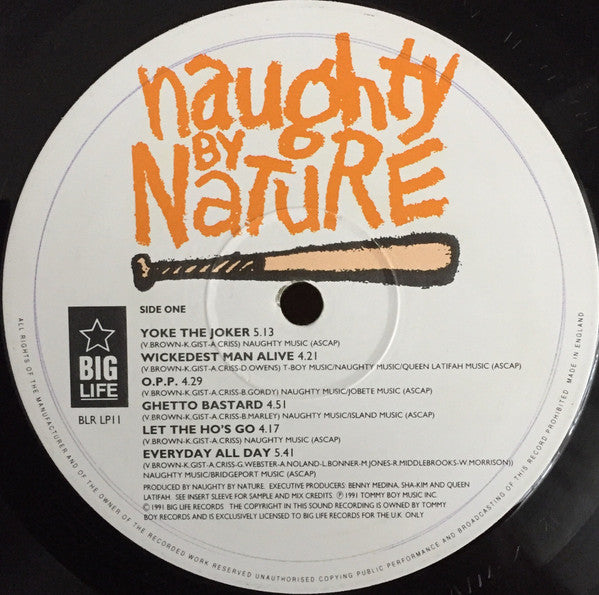 naughty
BY
NaTuRE
SIDE ONE
YOKE THE JOKER 5.13
(V.BROWN-K.GIST-A.CRISS) NAUGHTY MUSIC (ASCAP)
WICKEDEST MAN ALIVE 4.21
(V.BROWN-K.GIST-A.CRISS-D.OWENS) T-BOY MUSIC/NAUGHTY MUSIC/QUEEN LATIFAH MUSIC (ASCAP)
O.P.P. 4.29
(V.BROWN-K.GIST-A.CRISS-B.GORDY) NAUGHTY MUSIC/JOBETE MUSIC (ASCAP)
GHETTO BASTARD 4.51
(V.BROWN-K.GIST-A.CRISS-B.MARLEY) NAUGHTY MUSIC/ISLAND MUSIC (ASCAP)
LET THE HO'S GO 4.17
(V.BROWN-K.GIST-A.CRISS) NAUGHTY MUSIC (ASCAP)
EVERYDAY ALL DAY 5.41
(V.BROWN-K.GIST-A.CRISS-G.WEBSTER-A.NOLAND-L.BONNER-M.JONES-R.MIDDLEBROOKS-W.MORRISON))
NAUGHTY MUSIC/BRIDGEPORT MUSIC (ASCAP)
BIG
LIFE
BLR LP11
PRODUCED BY NAUGHTY BY NATURE. EXECUTIVE PRODUCERS: BENNY MEDINA, SHA-KIM AND QUEEN
LATIFAH. SEE INSERT SLEEVE FOR SAMPLE AND MIX CREDITS. ℗ 1991 TOMMY BOY MUSIC INC.
© 1991 BIG LIFE RECORDS. THE COPYRIGHT IN THIS SOUND RECORDING IS OWNED BY TOMMY
BOY RECORDS AND IS EXCLUSIVELY LICENSED TO BIG LIFE RECORDS FOR THE U.K. ONLY
ALL RIGHTS OF THE MANUFACTURER AND OF THE OWNER OF THE RECORDED WORK RESERVED UNAUTHORISED COPYING PUBLIC PERFORMANCE AND BROADCASTING OF THIS RECORD PROHIBITED. MADE IN ENGLAND